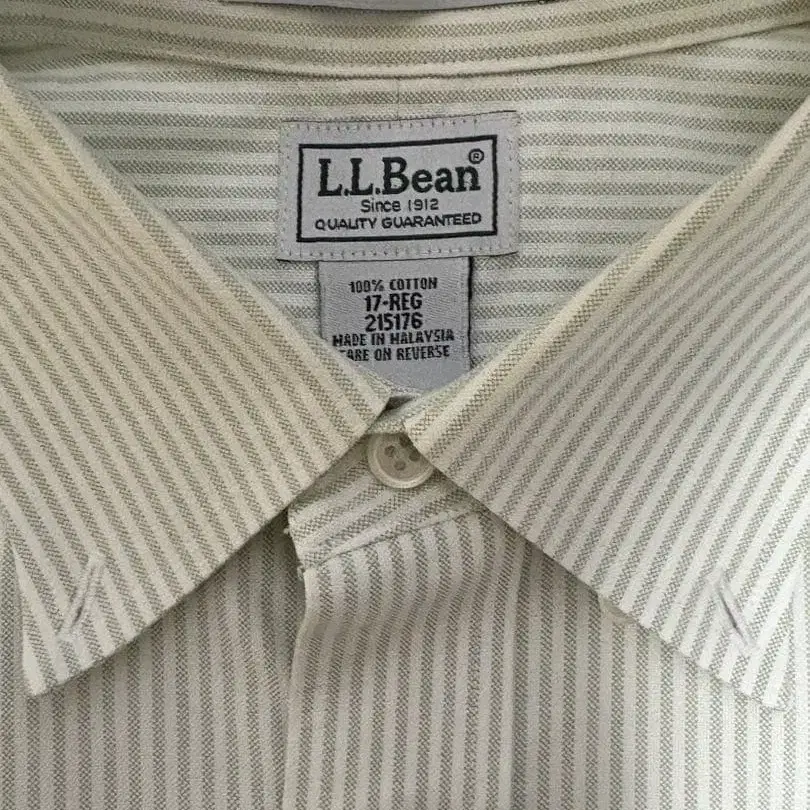 L.L.Bean®
Since 1912
QUALITY GUARANTEED
100% COTTON
17-REG
215176
MADE IN MALAYSIA
CARE ON REVERSE